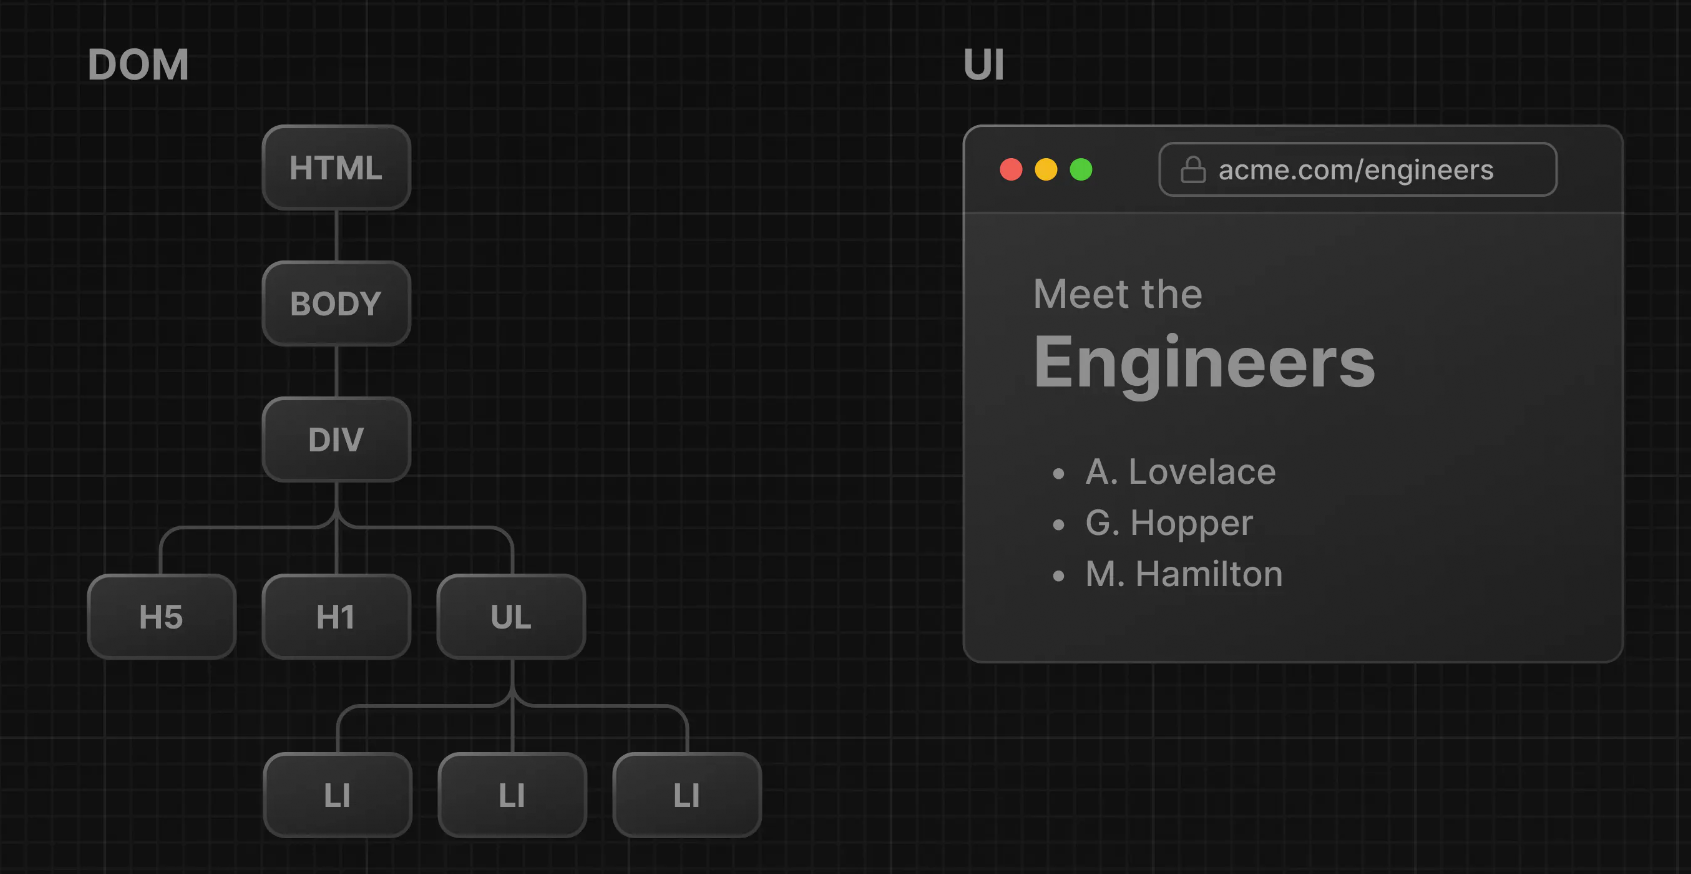 DOM
HTML
BODY
DIV
H5
H1
UL
LI
LI
LI
UI
acme.com/engineers
Meet the
Engineers
• A. Lovelace
• G. Hopper
• M. Hamilton